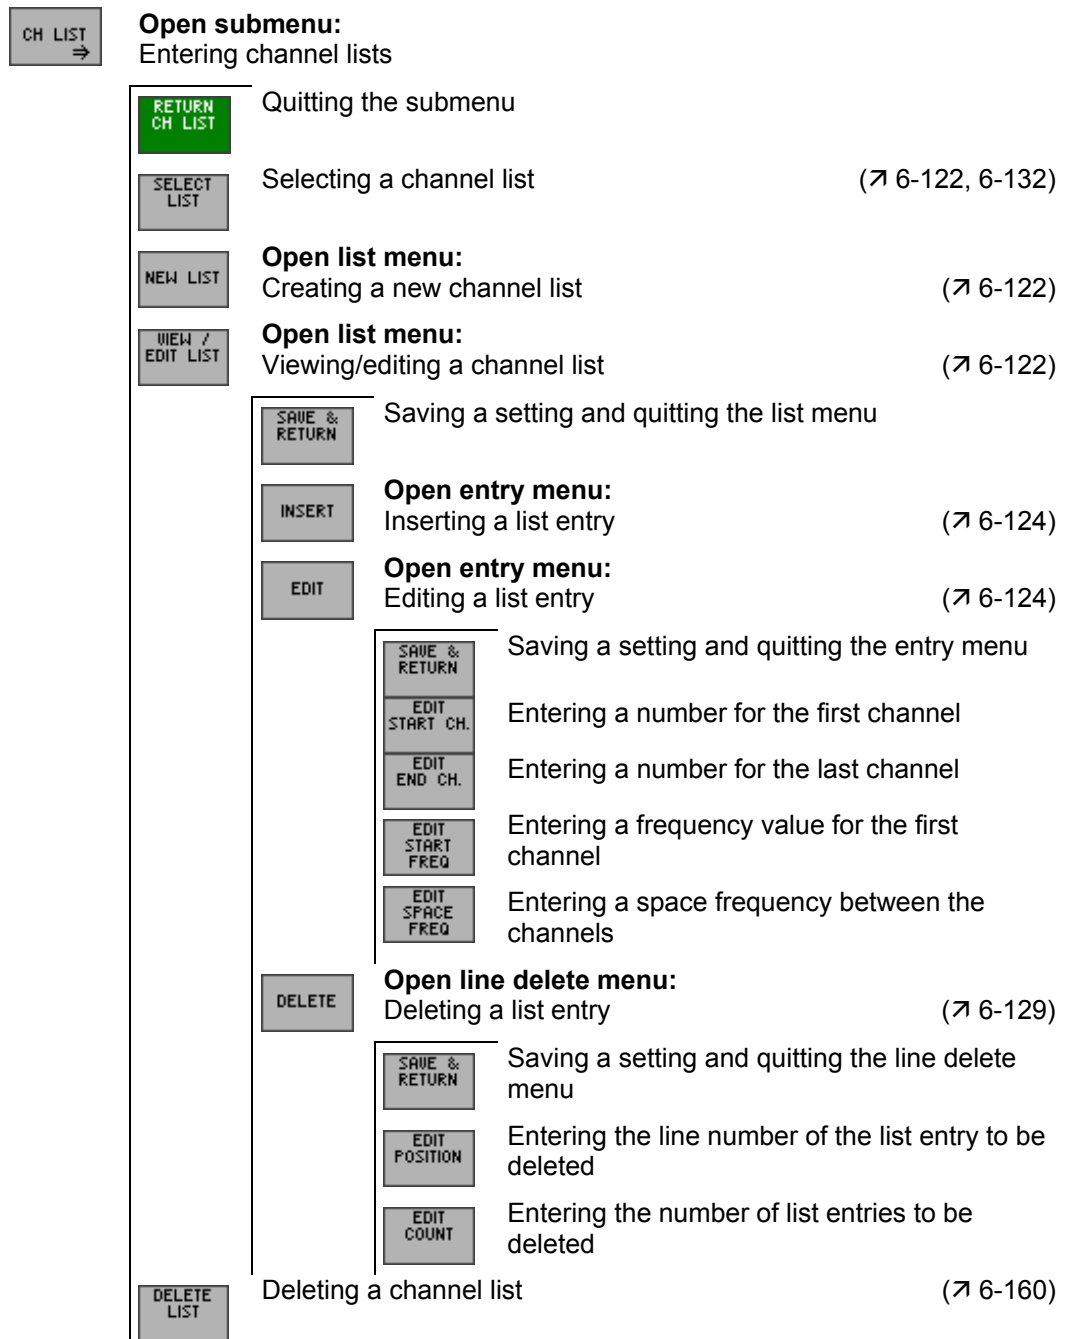 CH LIST
⇒
Open submenu:
Entering channel lists
RETURN
CH LIST
Quitting the submenu
SELECT
LIST
Selecting a channel list (↗ 6-122, 6-132)
NEW LIST
Open list menu:
Creating a new channel list (↗ 6-122)
VIEW /
EDIT LIST
Open list menu:
Viewing/editing a channel list (↗ 6-122)
SAVE &
RETURN
Saving a setting and quitting the list menu
INSERT
Open entry menu:
Inserting a list entry (↗ 6-124)
EDIT
Open entry menu:
Editing a list entry (↗ 6-124)
SAVE &
RETURN
Saving a setting and quitting the entry menu
EDIT
START CH.
Entering a number for the first channel
EDIT
END CH.
Entering a number for the last channel
EDIT
START
FREQ
Entering a frequency value for the first
channel
EDIT
SPACE
FREQ
Entering a space frequency between the
channels
DELETE
Open line delete menu:
Deleting a list entry (↗ 6-129)
SAVE &
RETURN
Saving a setting and quitting the line delete
menu
EDIT
POSITION
Entering the line number of the list entry to be
deleted
EDIT
COUNT
Entering the number of list entries to be
deleted
DELETE
LIST
Deleting a channel list (↗ 6-160)